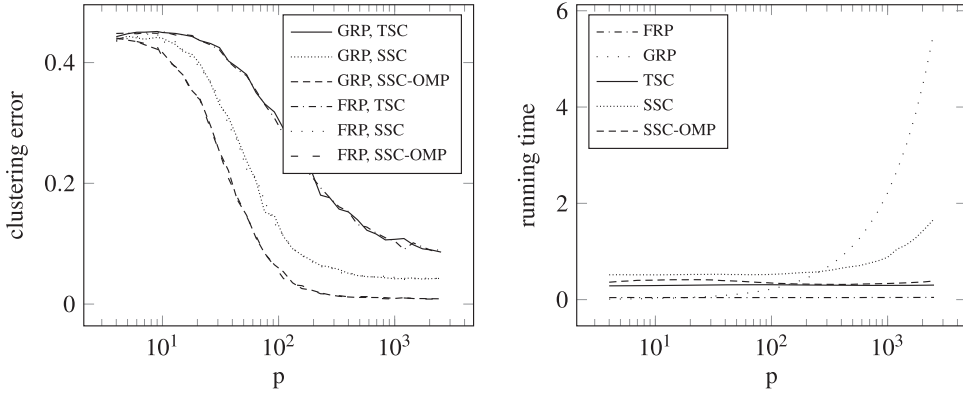 clustering error
0.4
0.2
0
10^1
10^2
10^3
p
GRP, TSC
GRP, SSC
GRP, SSC-OMP
FRP, TSC
FRP, SSC
FRP, SSC-OMP
running time
6
4
2
0
10^1
10^2
10^3
p
FRP
GRP
TSC
SSC
SSC-OMP